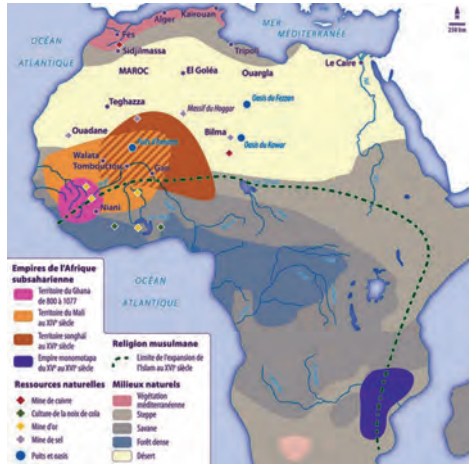 OCÉAN
ATLANTIQUE
MER
MÉDITERRANÉE
230 km
Alger
Kairouan
Fès
Sidjilmassa
Tripoli
Le Caire
MAROC
El Goléa
Ouargla
Teghazza
Massif du Hoggar
Oasis du Fezzan
Ouadane
Bilma
Oasis du Kawar
Walata
Tombouctou
Gao
Niani
OCÉAN
ATLANTIQUE
Empires de l'Afrique
subsaharienne
Territoire du Ghana
de 800 à 1077
Territoire du Mali
au XIVe siècle
Territoire songhaï
au XVIe siècle
Empire monomotapa
du XVe au XVIe siècle
Religion musulmane
Limite de l'expansion de
l'Islam au XVIe siècle
Ressources naturelles
Mine de cuivre
Culture de la noix de cola
Mine d'or
Mine de sel
Puits et oasis
Milieux naturels
Végétation
méditerranéenne
Steppe
Savane
Forêt dense
Désert